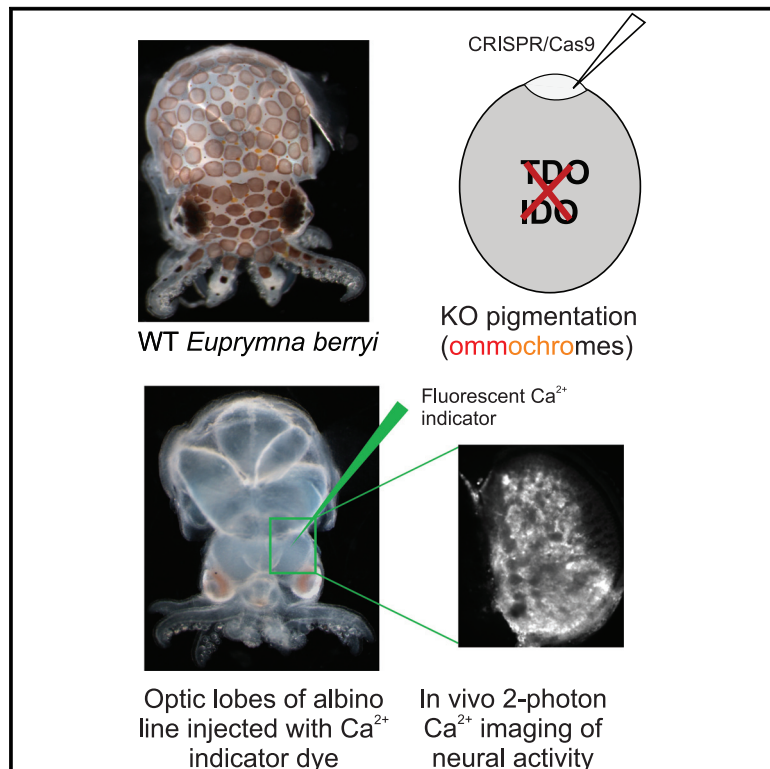 CRISPR/Cas9
TDO
IDO
WT Euprymna berryi
KO pigmentation
(ommochromes)
Fluorescent Ca²⁺
indicator
Optic lobes of albino
line injected with Ca²⁺
indicator dye
In vivo 2-photon
Ca²⁺ imaging of
neural activity